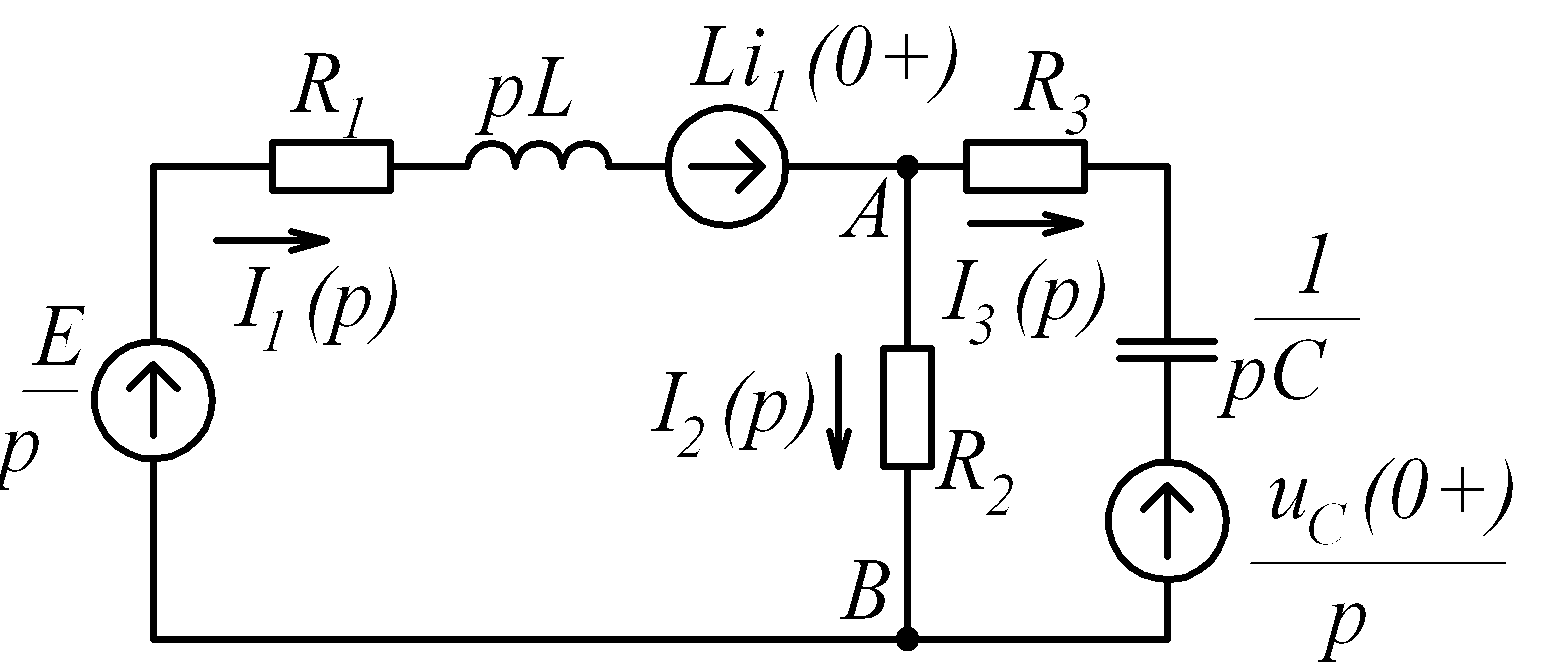 R1
pL
Li1(0+)
R3
A
I1(p)
I3(p)
E
p
1
pC
I2(p)
R2
uC(0+)
p
B